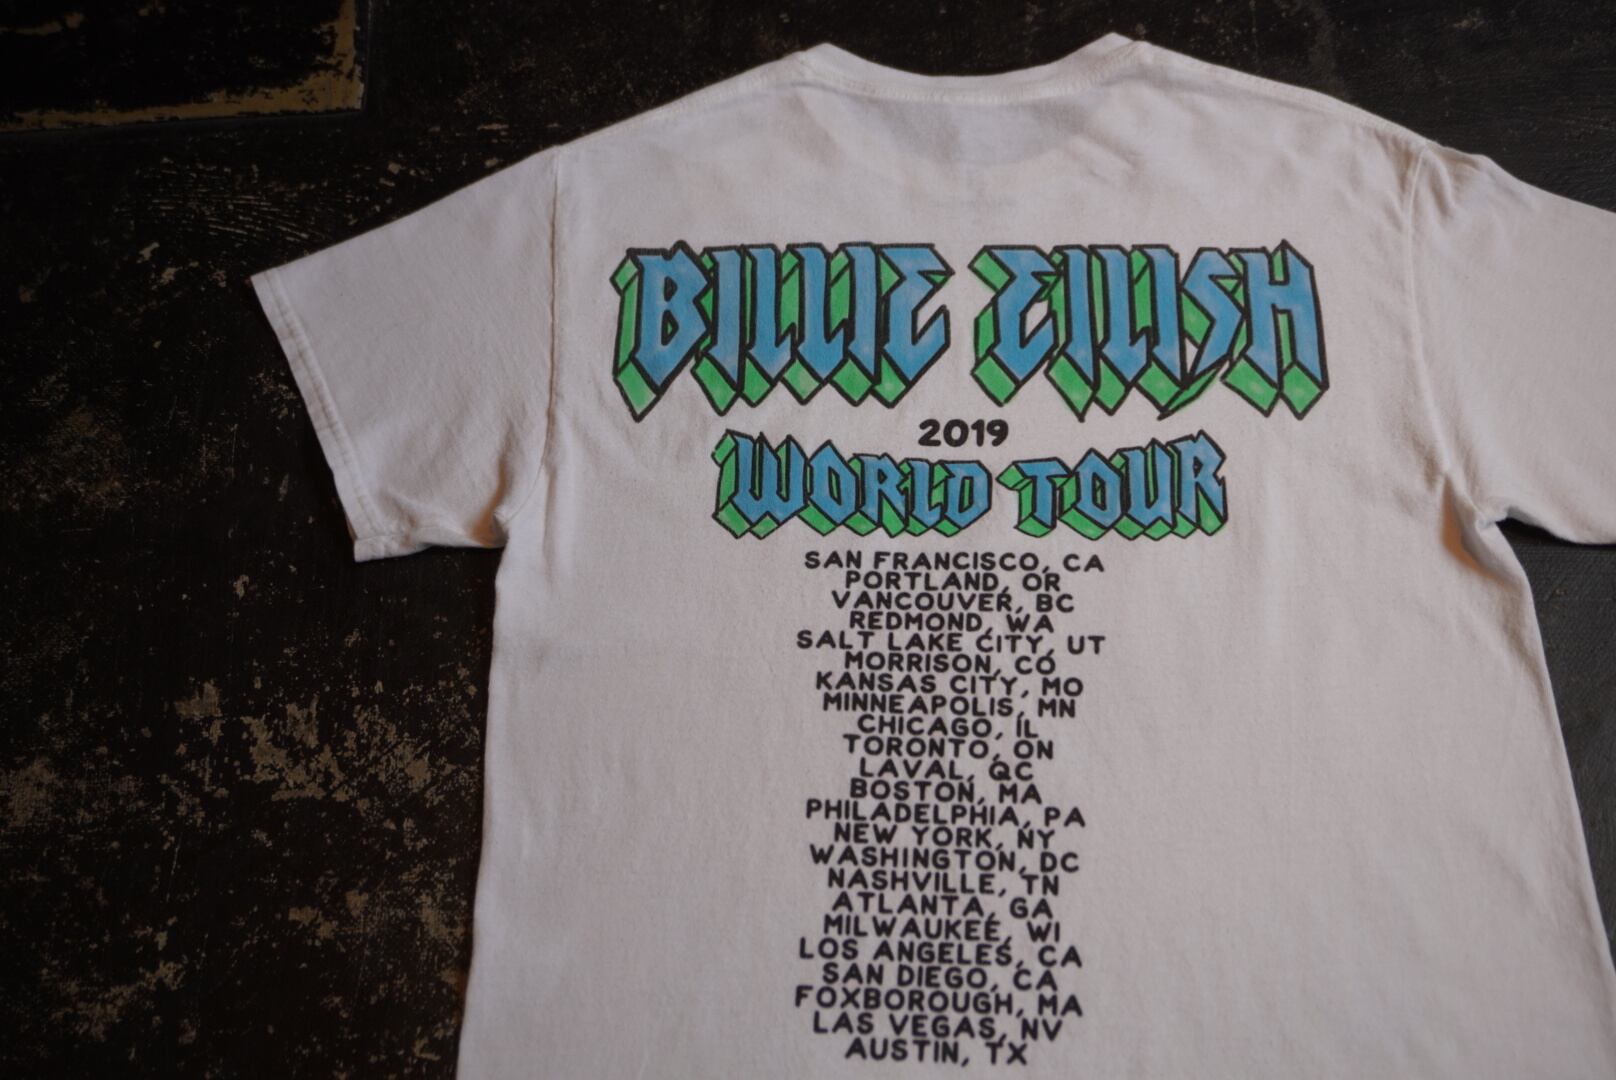 BILLIE EILISH
2019
WORLD TOUR
SAN FRANCISCO, CA
PORTLAND, OR
VANCOUVER, BC
REDMOND, WA
SALT LAKE CITY, UT
MORRISON, CO
KANSAS CITY, MO
MINNEAPOLIS, MN
CHICAGO, IL
TORONTO, ON
LAVAL, QC
BOSTON, MA
PHILADELPHIA, PA
NEW YORK, NY
WASHINGTON, DC
NASHVILLE, TN
ATLANTA, GA
MILWAUKEE, WI
LOS ANGELES, CA
SAN DIEGO, CA
FOXBOROUGH, MA
LAS VEGAS, NV
AUSTIN, TX